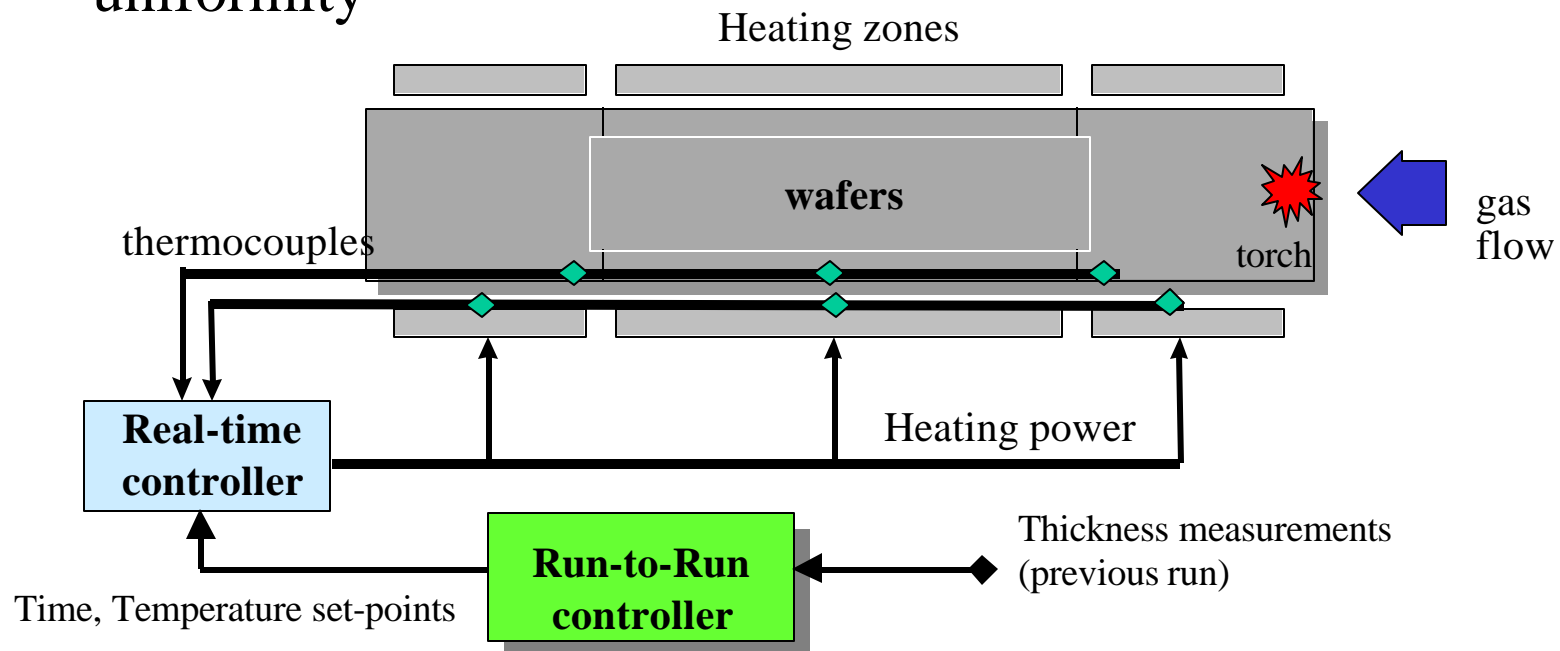 uniformity
Heating zones
wafers
gas
flow
thermocouples
torch
Real-time
controller
Heating power
Thickness measurements
(previous run)
Run-to-Run
controller
Time, Temperature set-points